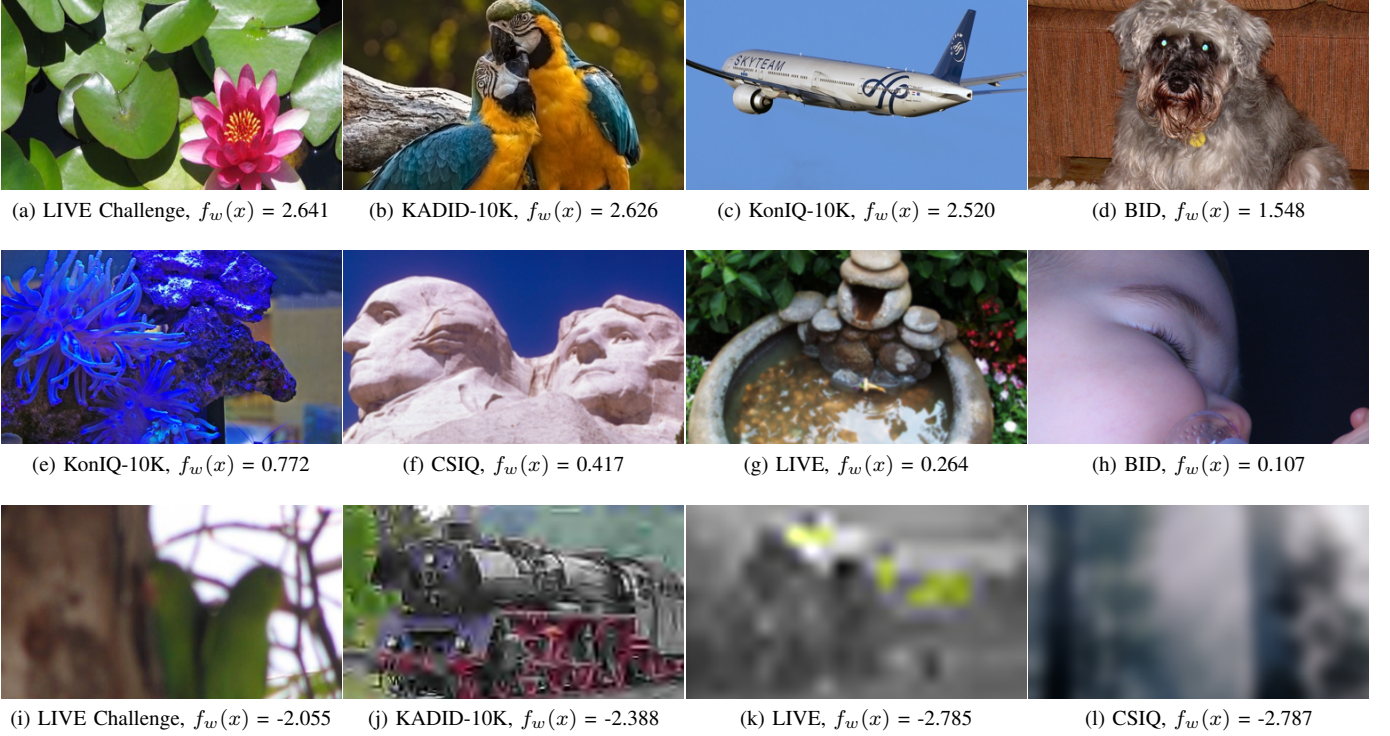 SKYTEAM
(a) LIVE Challenge, f_w(x) = 2.641
(b) KADID-10K, f_w(x) = 2.626
(c) KonIQ-10K, f_w(x) = 2.520
(d) BID, f_w(x) = 1.548
(e) KonIQ-10K, f_w(x) = 0.772
(f) CSIQ, f_w(x) = 0.417
(g) LIVE, f_w(x) = 0.264
(h) BID, f_w(x) = 0.107
(i) LIVE Challenge, f_w(x) = -2.055
(j) KADID-10K, f_w(x) = -2.388
(k) LIVE, f_w(x) = -2.785
(l) CSIQ, f_w(x) = -2.787